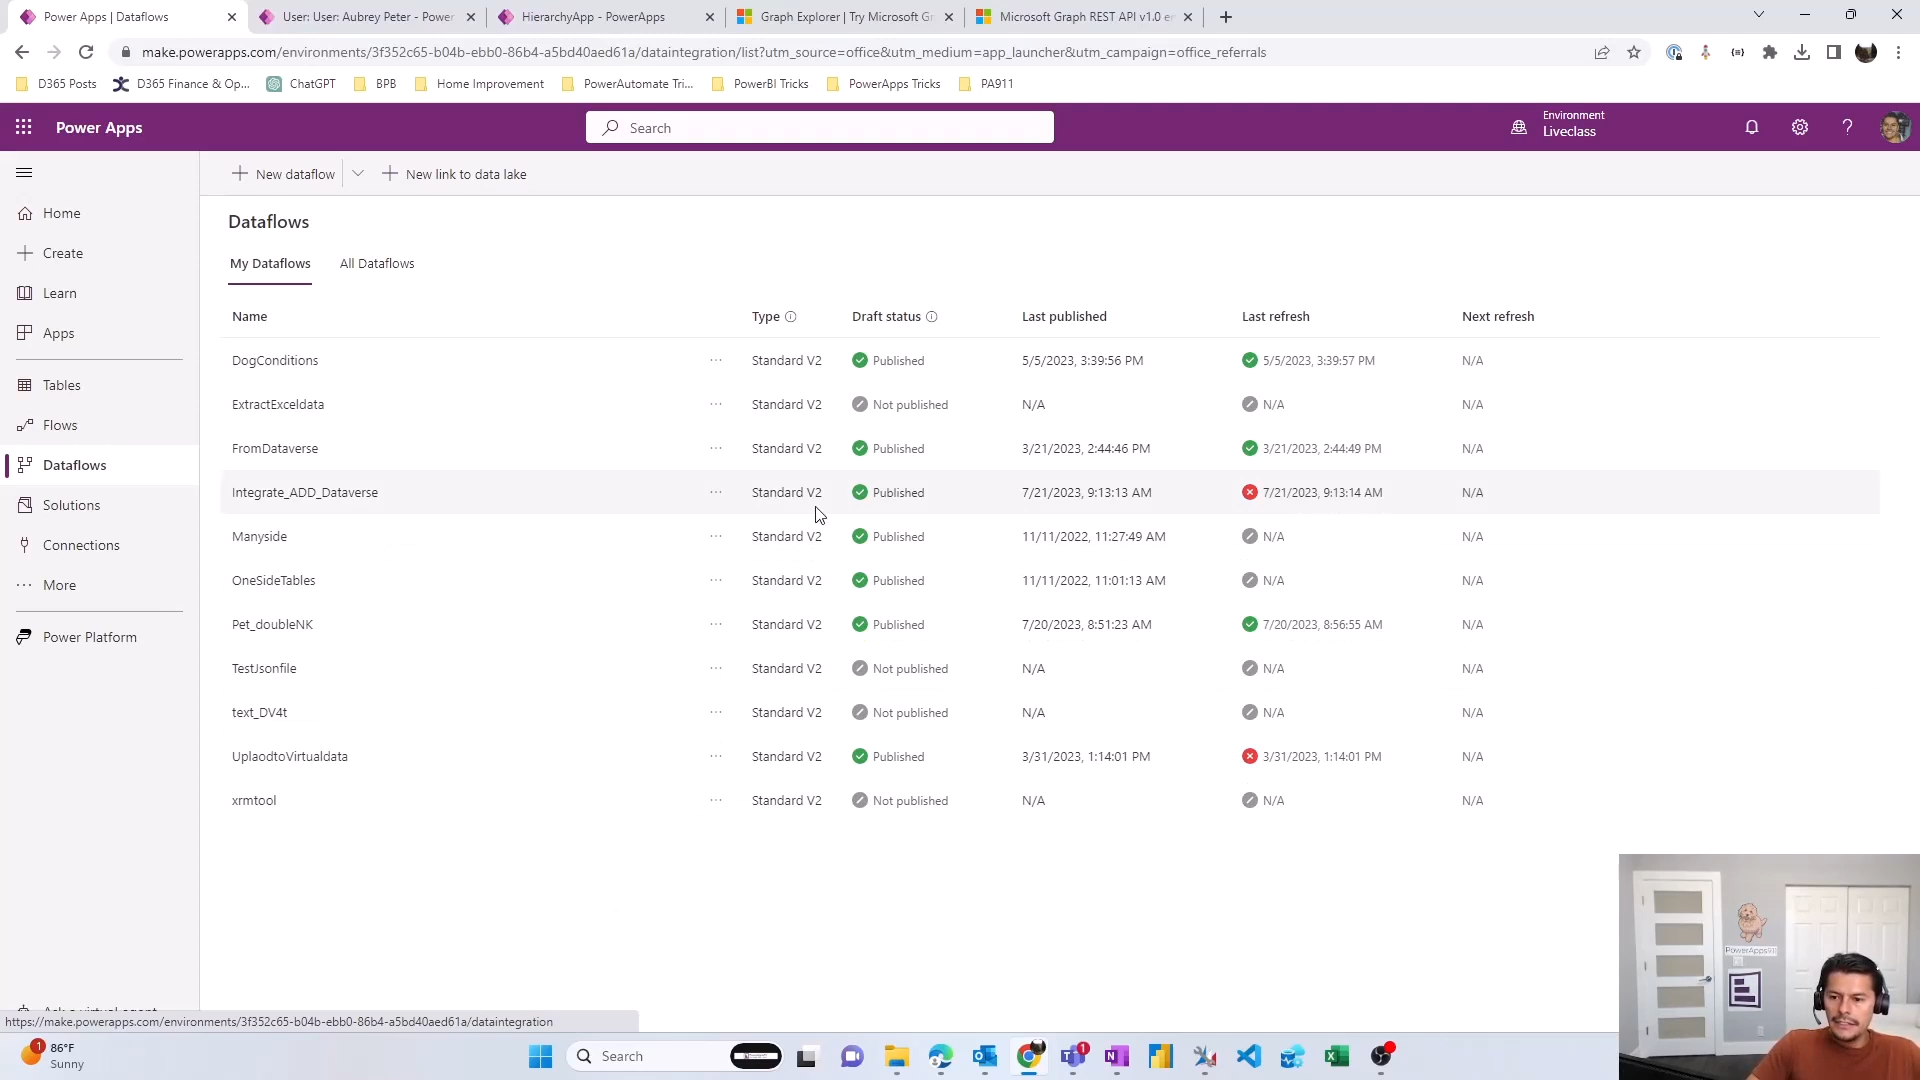 Power Apps | Dataflows
User: User: Aubrey Peter - Power
HierarchyApp - PowerApps
Graph Explorer | Try Microsoft Gr
Microsoft Graph REST API v1.0 en
make.powerapps.com/environments/3f352c65-b04b-ebb0-86b4-a5bd40aed61a/dataintegration/list?utm_source=office&utm_medium=app_launcher&utm_campaign=office_referrals
D365 Posts
D365 Finance & Op...
ChatGPT
BPB
Home Improvement
PowerAutomate Tri...
PowerBI Tricks
PowerApps Tricks
PA911
Power Apps
Search
Environment
Liveclass
New dataflow
New link to data lake
Home
Create
Learn
Apps
Tables
Flows
Dataflows
Solutions
Connections
More
Power Platform
Dataflows
My Dataflows
All Dataflows
Name Type Draft status Last published Last refresh Next refresh
DogConditions Standard V2 Published 5/5/2023, 3:39:56 PM 5/5/2023, 3:39:57 PM N/A
ExtractExceldata Standard V2 Not published N/A N/A N/A
FromDataverse Standard V2 Published 3/21/2023, 2:44:46 PM 3/21/2023, 2:44:49 PM N/A
Integrate_ADD_Dataverse Standard V2 Published 7/21/2023, 9:13:13 AM 7/21/2023, 9:13:14 AM N/A
Manyside Standard V2 Published 11/11/2022, 11:27:49 AM N/A N/A
OneSideTables Standard V2 Published 11/11/2022, 11:01:13 AM N/A N/A
Pet_doubleNK Standard V2 Published 7/20/2023, 8:51:23 AM 7/20/2023, 8:56:55 AM N/A
TestJsonfile Standard V2 Not published N/A N/A N/A
text_DV4t Standard V2 Not published N/A N/A N/A
UplaodtoVirtualdata Standard V2 Published 3/31/2023, 1:14:01 PM 3/31/2023, 1:14:01 PM N/A
xrmtool Standard V2 Not published N/A N/A N/A
PowerApps911
Ask a virtual agent
https://make.powerapps.com/environments/3f352c65-b04b-ebb0-86b4-a5bd40aed61a/dataintegration
1
86°F
Sunny
Search
1